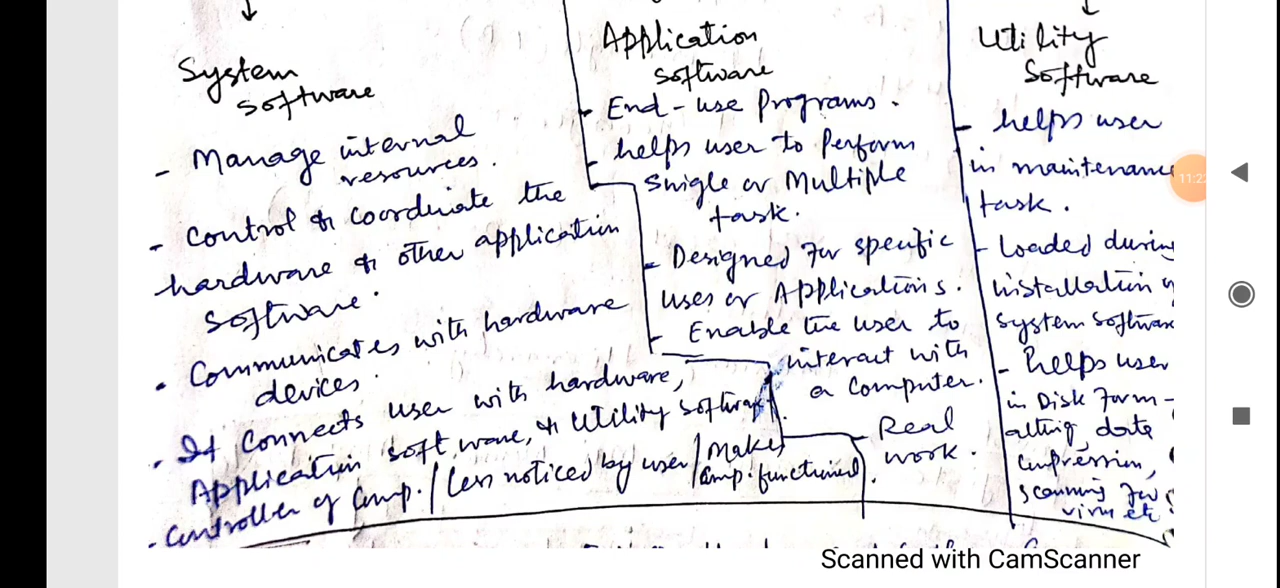 System
Software
- Manage internal
resources.
- Control & Coordinate the
hardware & other application
Software.
• Communicates with hardware
devices.
• It Connects user with hardware,
Application software, & Utility software.
• Controller of Comp. / Less noticed by user / Makes
Comp. functional.
Application
Software
- End-use Programs.
- helps user to Perform
Single or Multiple
task.
- Designed for specific
uses or Applications.
- Enable the user to
interact with
a Computer.
- Real
work.
Utility
Software
- helps user
in maintenance
task.
- Loaded during
installation o
System Software
- helps user
in Disk Form-
atting, data
Compression,
scanning for
virus etc.
11:2
Scanned with CamScanner